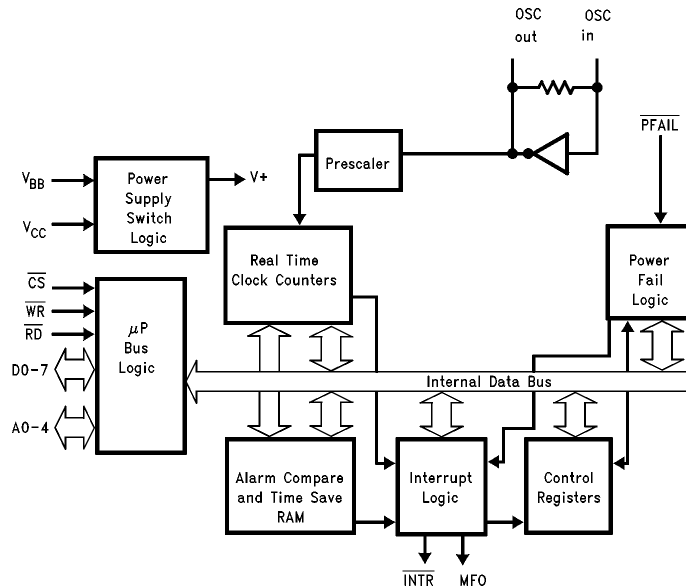 OSC
out
OSC
in
PFAIL
Prescaler
VBB
VCC
Power
Supply
Switch
Logic
V+
Real Time
Clock Counters
Power
Fail
Logic
CS
WR
RD
D0-7
A0-4
μP
Bus
Logic
Internal Data Bus
Alarm Compare
and Time Save
RAM
Interrupt
Logic
Control
Registers
INTR
MFO